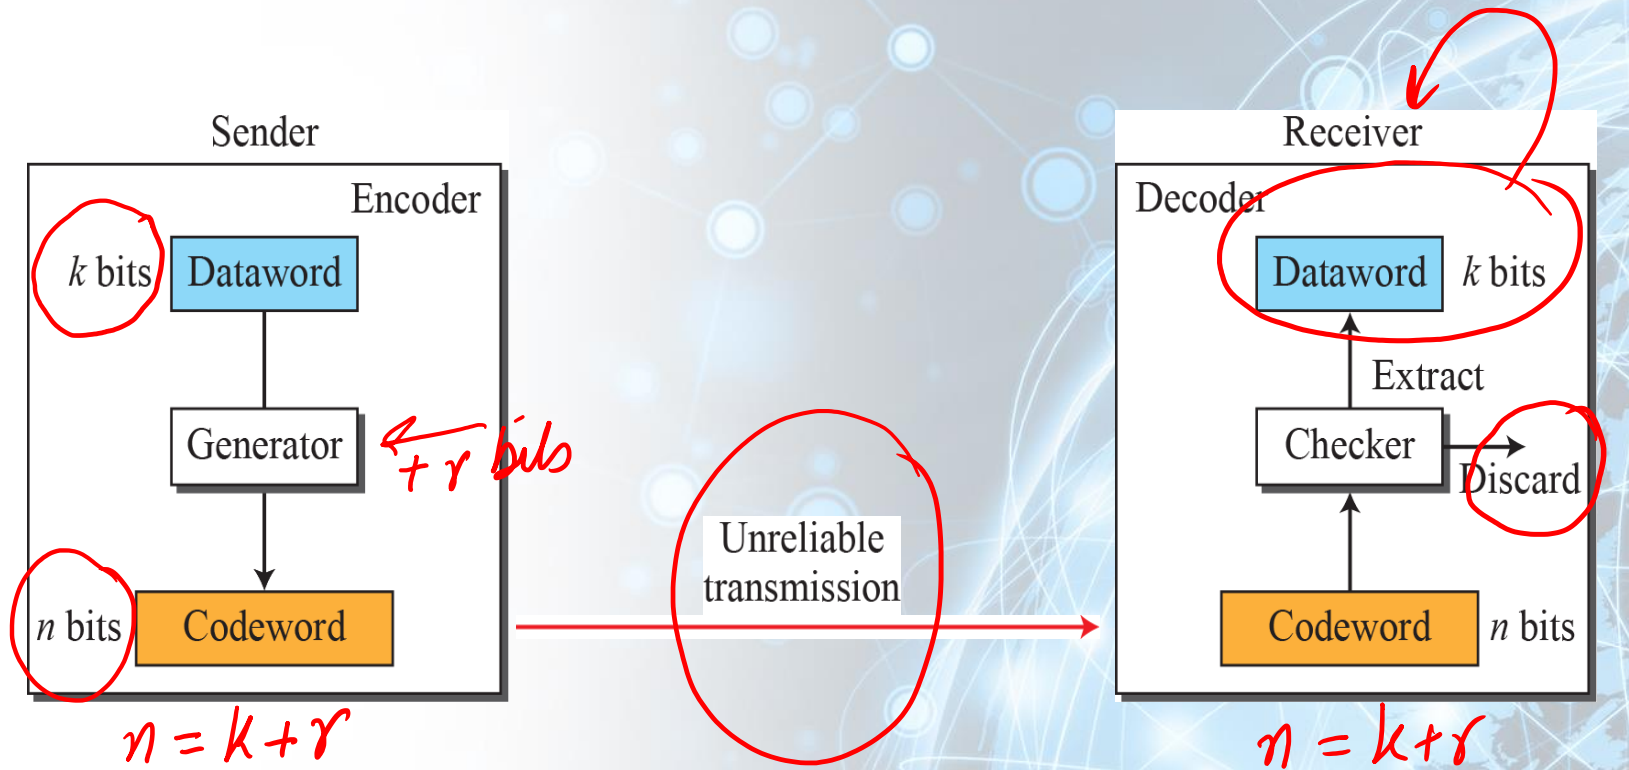 Sender
Encoder
k bits
Dataword
Generator
+ r bits
n bits
Codeword
n = k + r
Unreliable
transmission
Receiver
Decoder
Dataword
k bits
Extract
Checker
Discard
Codeword
n bits
n = k + r